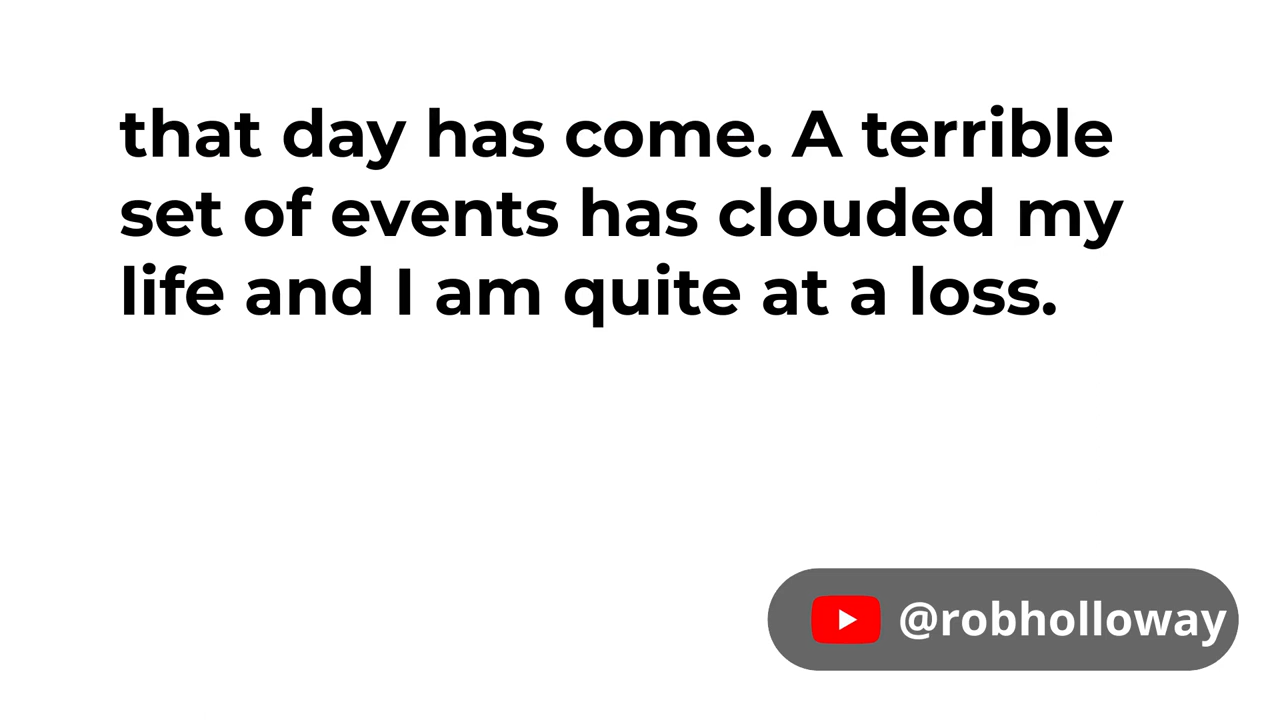 that day has come. A terrible
set of events has clouded my
life and I am quite at a loss.
@robholloway